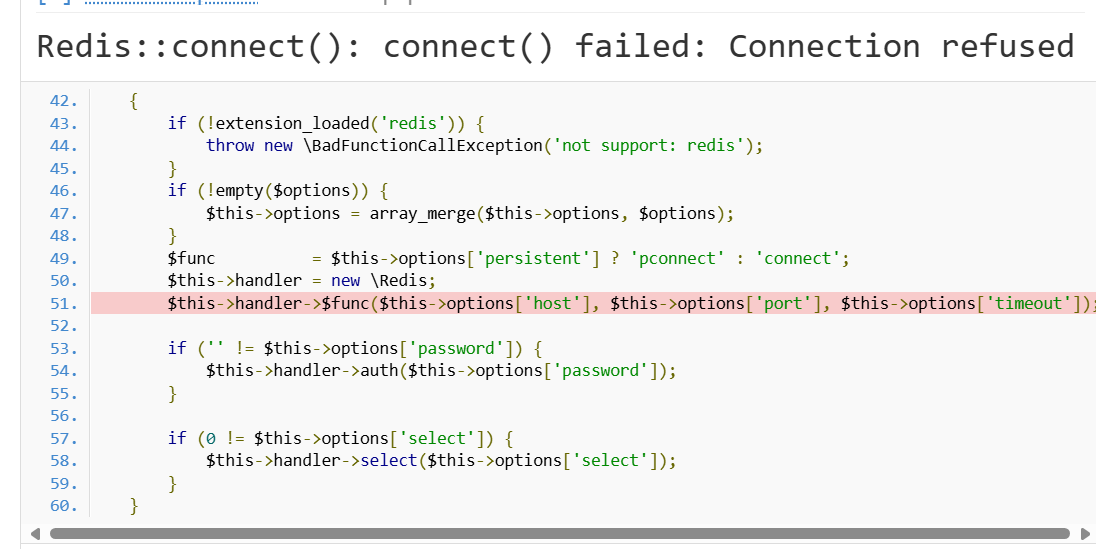 Redis::connect(): connect() failed: Connection refused
42.     {
43.         if (!extension_loaded('redis')) {
44.             throw new \BadFunctionCallException('not support: redis');
45.         }
46.         if (!empty($options)) {
47.             $this->options = array_merge($this->options, $options);
48.         }
49.         $func          = $this->options['persistent'] ? 'pconnect' : 'connect';
50.         $this->handler = new \Redis;
51.         $this->handler->$func($this->options['host'], $this->options['port'], $this->options['timeout']);
52.
53.         if ('' != $this->options['password']) {
54.             $this->handler->auth($this->options['password']);
55.         }
56.
57.         if (0 != $this->options['select']) {
58.             $this->handler->select($this->options['select']);
59.         }
60.     }